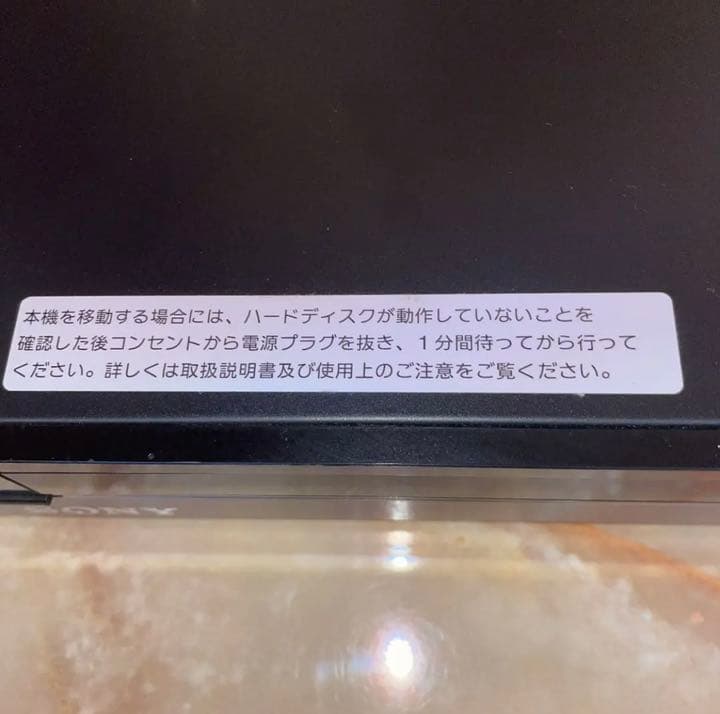 本機を移動する場合には、ハードディスクが動作していないことを
確認した後コンセントから電源プラグを抜き、1分間待ってから行って
ください。詳しくは取扱説明書及び使用上のご注意をご覧ください。
SONY